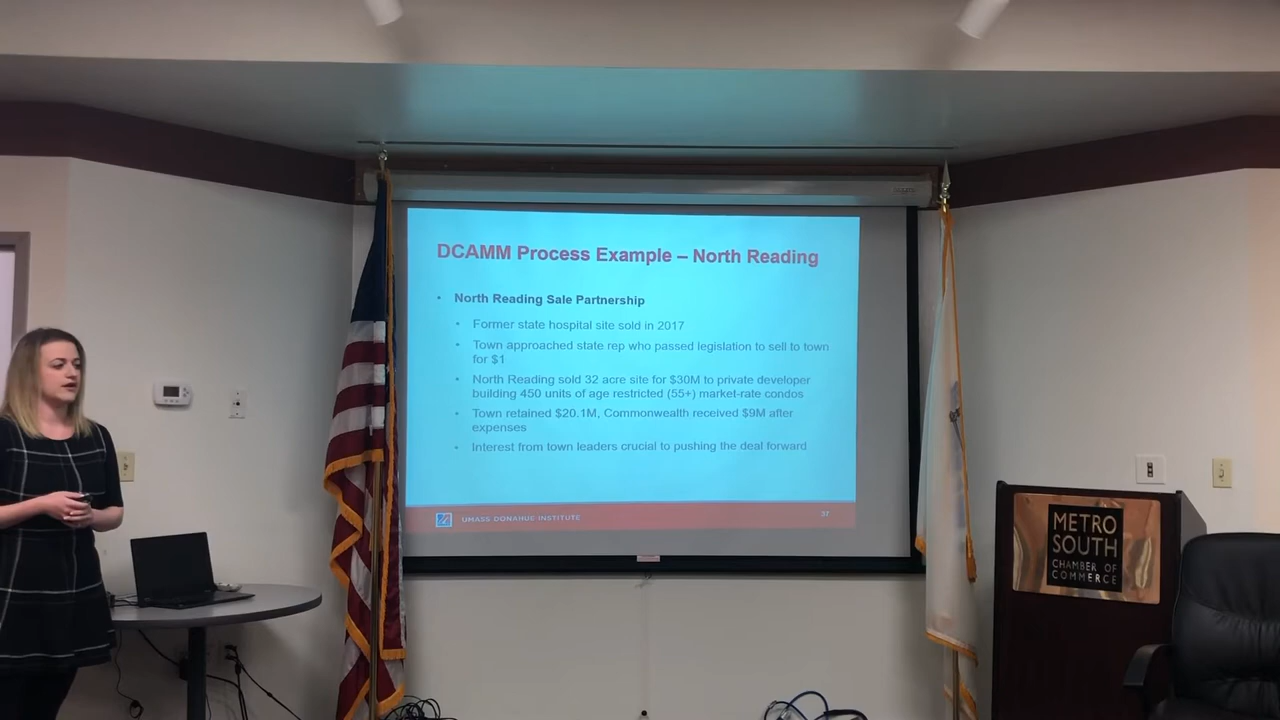 DCAMM Process Example – North Reading
• North Reading Sale Partnership
• Former state hospital site sold in 2017
• Town approached state rep who passed legislation to sell to town
for $1
• North Reading sold 32 acre site for $30M to private developer
building 450 units of age restricted (55+) market-rate condos
• Town retained $20.1M, Commonwealth received $9M after
expenses
• Interest from town leaders crucial to pushing the deal forward
UMASS DONAHUE INSTITUTE
37
METRO
SOUTH
CHAMBER OF
COMMERCE